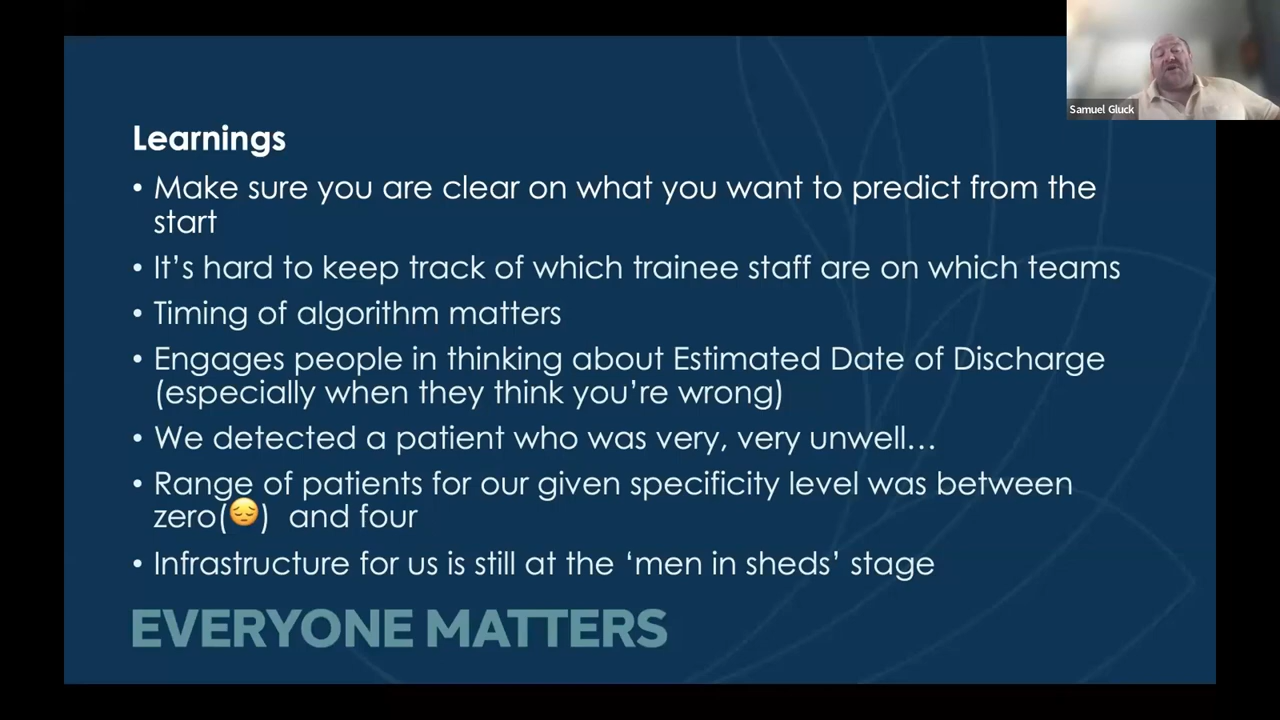 Samuel Gluck
Learnings
• Make sure you are clear on what you want to predict from the
start
• It’s hard to keep track of which trainee staff are on which teams
• Timing of algorithm matters
• Engages people in thinking about Estimated Date of Discharge
(especially when they think you’re wrong)
• We detected a patient who was very, very unwell…
• Range of patients for our given specificity level was between
zero(😔) and four
• Infrastructure for us is still at the ‘men in sheds’ stage
EVERYONE MATTERS